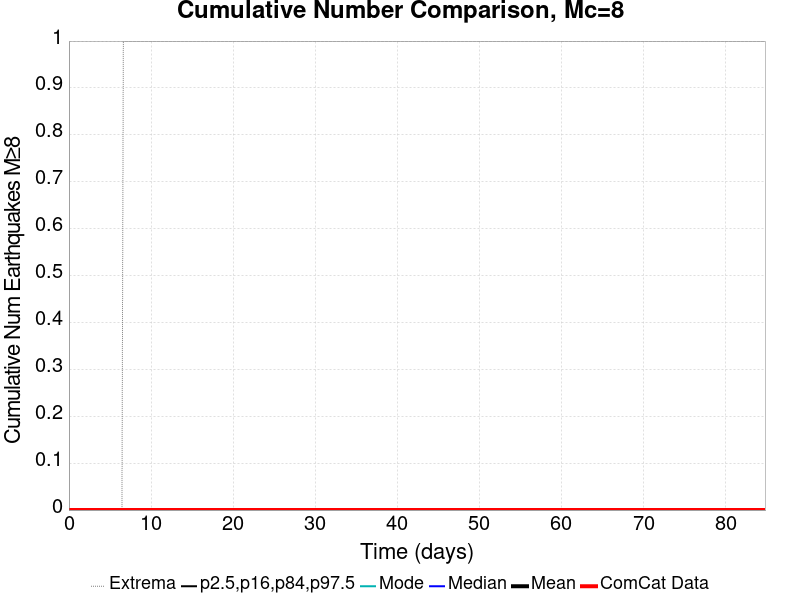 Cumulative Number Comparison, Mc=8
Cumulative Num Earthquakes M≥8
1
0.9
0.8
0.7
0.6
0.5
0.4
0.3
0.2
0.1
0
0 10 20 30 40 50 60 70 80
Time (days)
Extrema p2.5,p16,p84,p97.5 Mode Median Mean ComCat Data